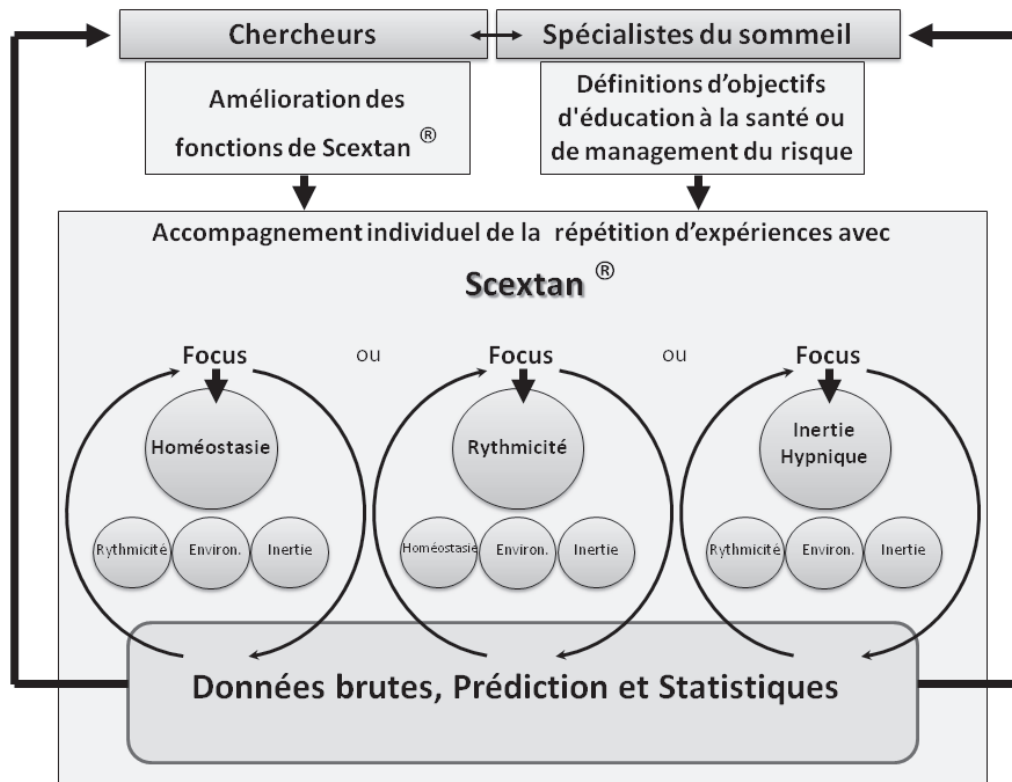 Chercheurs
Spécialistes du sommeil
Amélioration des
fonctions de Scextan ®
Définitions d’objectifs
d'éducation à la santé ou
de management du risque
Accompagnement individuel de la répétition d’expériences avec
Scextan ®
Focus ou Focus ou Focus
Homéostasie
Rythmicité
Inertie
Hypnique
Rythmicité Environ. Inertie
Homéostasie Environ. Inertie
Rythmicité Environ. Inertie
Données brutes, Prédiction et Statistiques